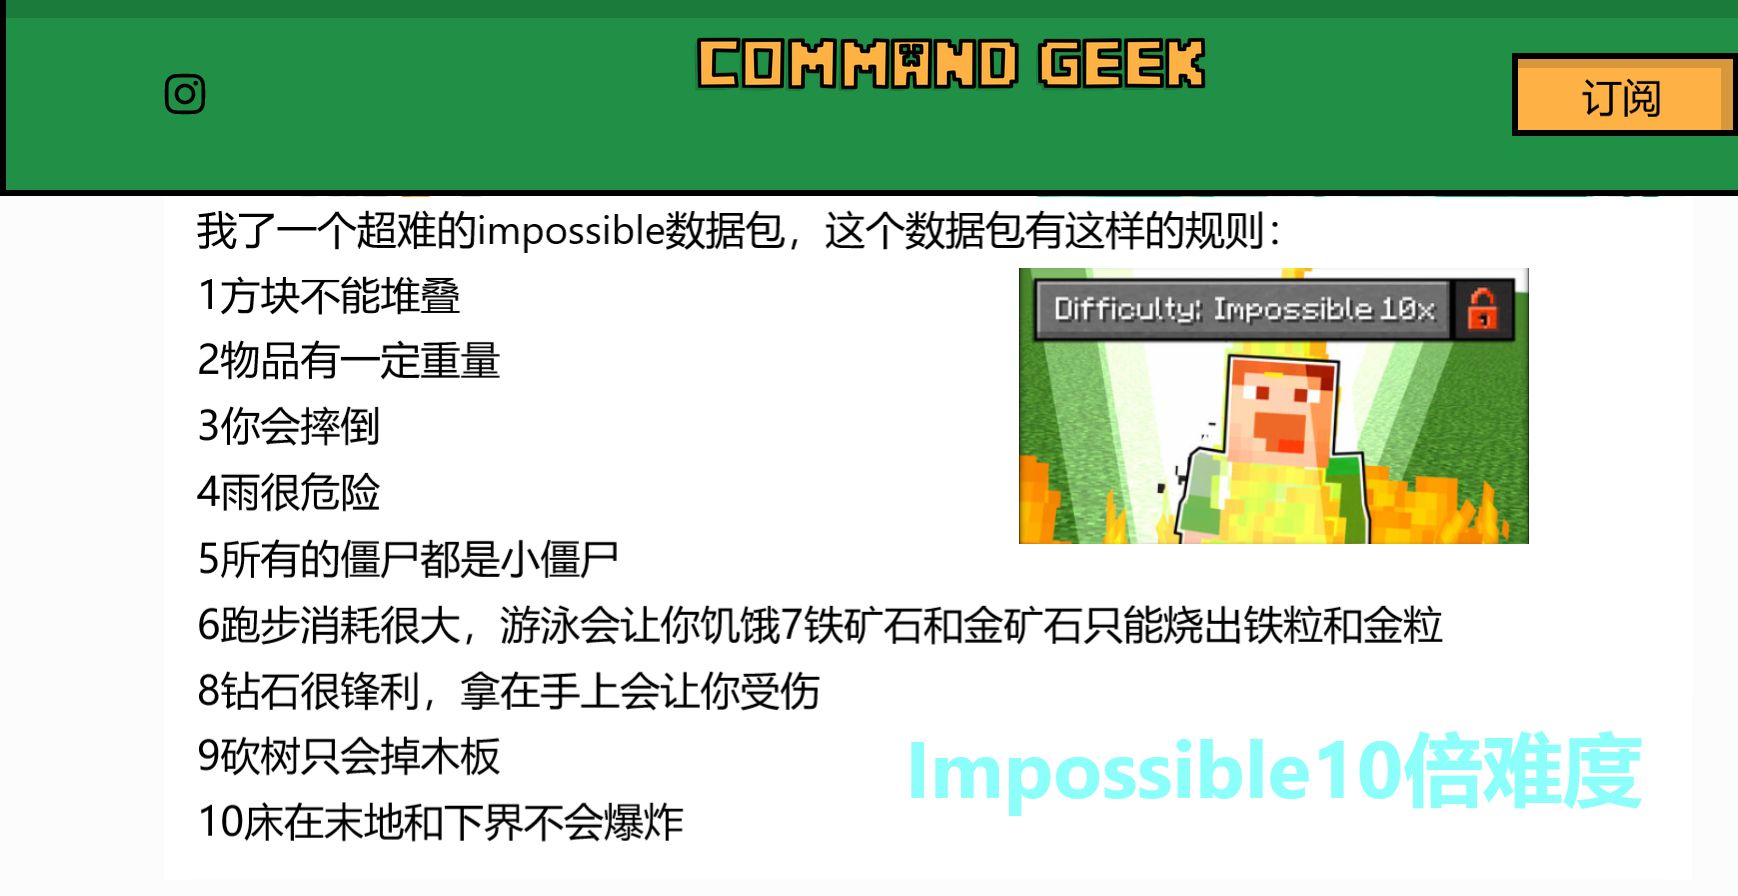 COMMAND GEEK
订阅
我了一个超难的impossible数据包，这个数据包有这样的规则：
1方块不能堆叠
Difficulty: Impossible 10x
2物品有一定重量
3你会摔倒
4雨很危险
5所有的僵尸都是小僵尸
6跑步消耗很大，游泳会让你饥饿7铁矿石和金矿石只能烧出铁粒和金粒
8钻石很锋利，拿在手上会让你受伤
9砍树只会掉木板
Impossible10倍难度
10床在末地和下界不会爆炸